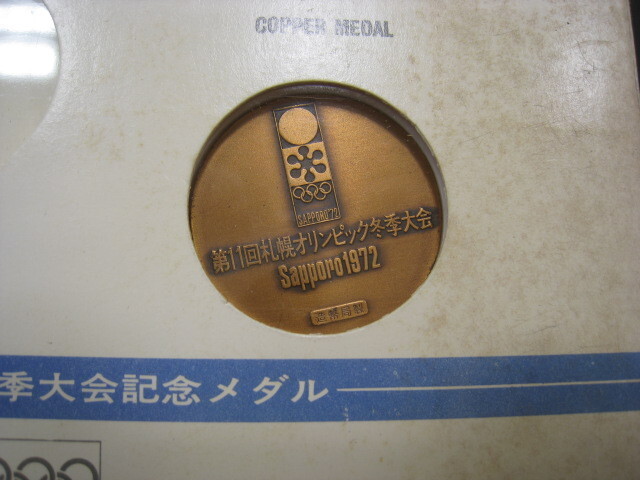 COPPER MEDAL
SAPPORO'72
第11回札幌オリンピック冬季大会
Sapporo1972
季大会記念メダル